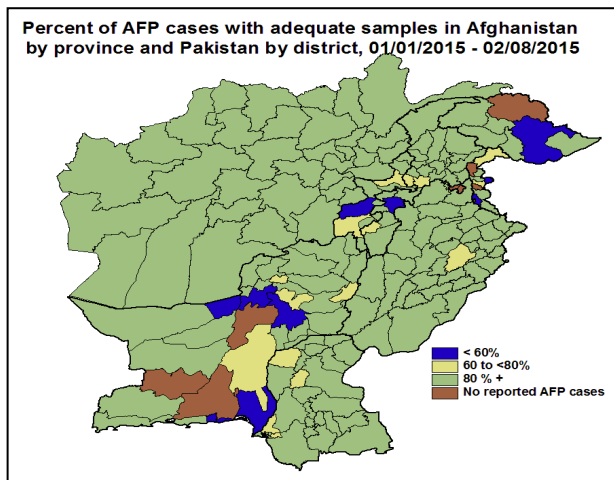 Percent of AFP cases with adequate samples in Afghanistan
by province and Pakistan by district, 01/01/2015 - 02/08/2015
< 60%
60 to <80%
80 % +
No reported AFP cases